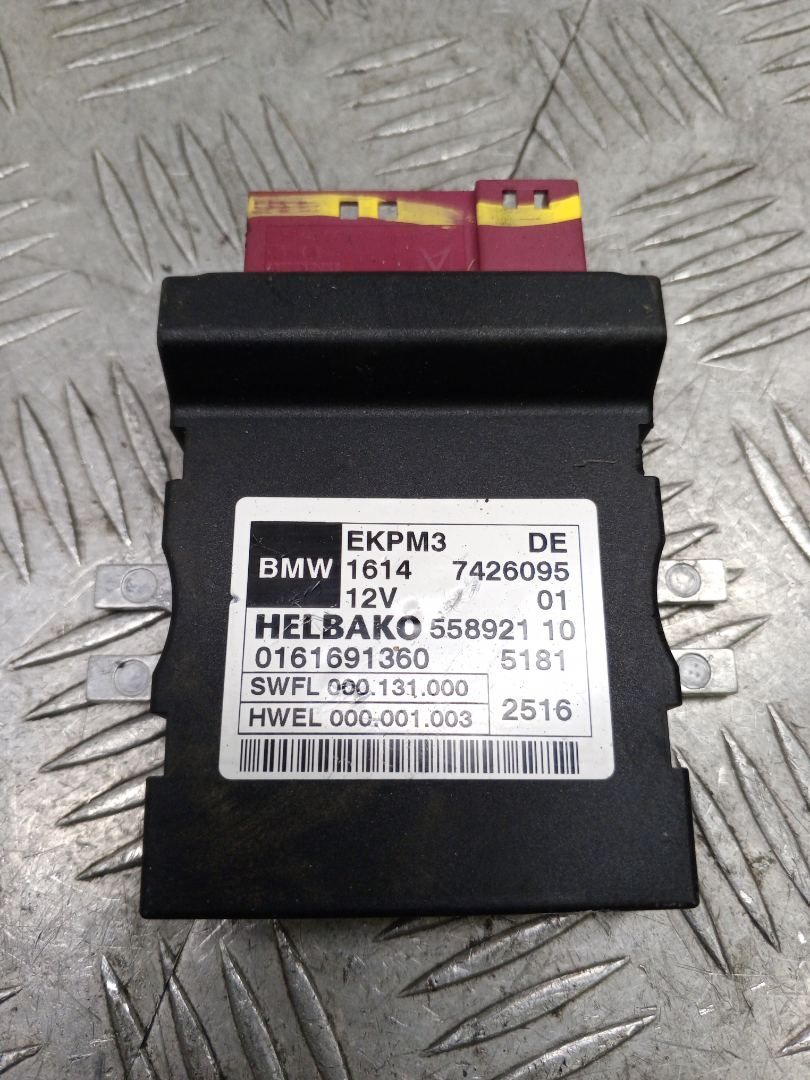 BMW
EKPM3 DE
1614 7426095
12V 01
HELBAKO 558921 10
0161691360 5181
SWFL 000.131.000
HWEL 000.001.003
2516